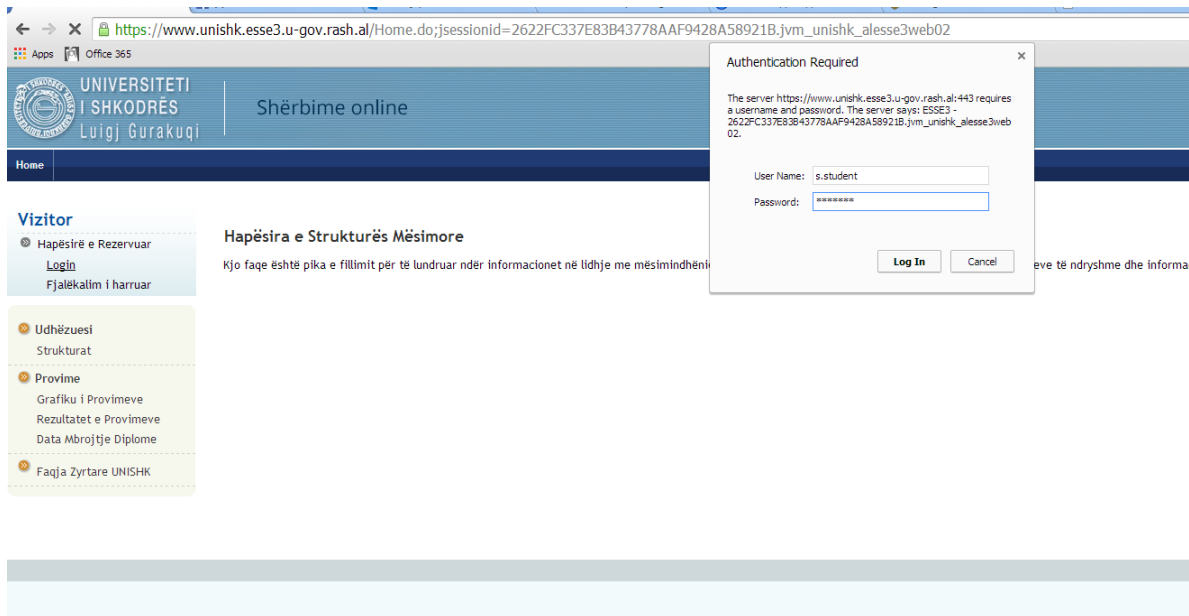 https://www.unishk.esse3.u-gov.rash.al/Home.do;jsessionid=2622FC337E83B43778AAF9428A58921B.jvm_unishk_alesse3web02
Apps Office 365
UNIVERSITETI
I SHKODRËS
Luigj Gurakuqi
Shërbime online
Home
Authentication Required
The server https://www.unishk.esse3.u-gov.rash.al:443 requires
a username and password. The server says: ESSE3 -
2622FC337E83B43778AAF9428A58921B.jvm_unishk_alesse3web
02.
User Name: s.student
Password: *******
Log In Cancel
Vizitor
Hapësirë e Rezervuar
Login
Fjalëkalim i harruar
Udhëzuesi
Strukturat
Provime
Grafiku i Provimeve
Rezultatet e Provimeve
Data Mbrojtje Diplome
Faqja Zyrtare UNISHK
Hapësira e Strukturës Mësimore
Kjo faqe është pika e fillimit për të lundruar ndër informacionet në lidhje me mësimdhëni eve të ndryshme dhe informa